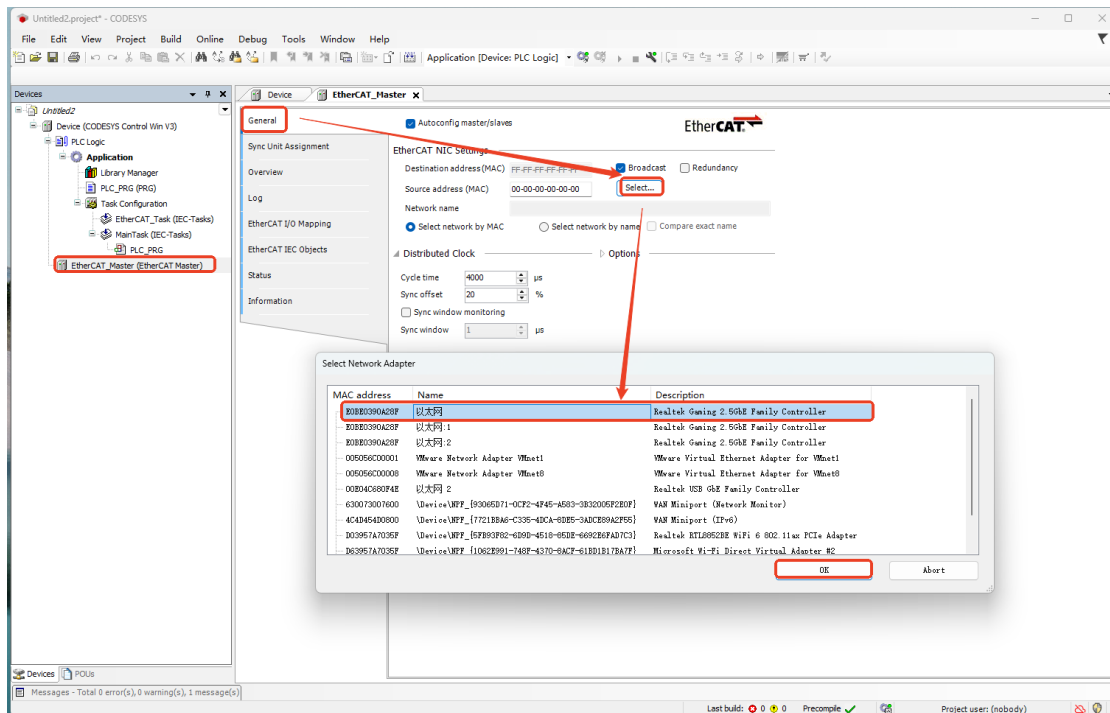 Untitled2.project* - CODESYS
File Edit View Project Build Online Debug Tools Window Help
Application [Device: PLC Logic]
Devices
Untitled2
Device (CODESYS Control Win V3)
PLC Logic
Application
Library Manager
PLC_PRG (PRG)
Task Configuration
EtherCAT_Task (IEC-Tasks)
MainTask (IEC-Tasks)
PLC_PRG
EtherCAT_Master (EtherCAT Master)
Devices POUs
Device EtherCAT_Master
General
Sync Unit Assignment
Overview
Log
EtherCAT I/O Mapping
EtherCAT IEC Objects
Status
Information
Autoconfig master/slaves
EtherCAT
EtherCAT NIC Settings
Destination address (MAC) FF-FF-FF-FF-FF-FF Broadcast Redundancy
Source address (MAC) 00-00-00-00-00-00 Select...
Network name
Select network by MAC Select network by name Compare exact name
Distributed Clock Options
Cycle time 4000 µs
Sync offset 20 %
Sync window monitoring
Sync window 1 µs
Select Network Adapter
MAC address Name Description
E0BE0390A28F 以太网 Realtek Gaming 2.5GbE Family Controller
E0BE0390A28F 以太网:1 Realtek Gaming 2.5GbE Family Controller
E0BE0390A28F 以太网:2 Realtek Gaming 2.5GbE Family Controller
005056C00001 VMware Network Adapter VMnet1 VMware Virtual Ethernet Adapter for VMnet1
005056C00008 VMware Network Adapter VMnet8 VMware Virtual Ethernet Adapter for VMnet8
00E04C680F4E 以太网 2 Realtek USB GbE Family Controller
630073007600 \Device\NPF_{93065D71-0CF2-4F45-A583-3B32005F2E0F} WAN Miniport (Network Monitor)
4C4D454D0800 \Device\NPF_{7721BBA6-C335-4DCA-8DE5-3ADCE89A2F55} WAN Miniport (IPv6)
D03957A7035F \Device\NPF_{5FB93F82-6D9D-4518-85DE-6692E6FAD7C3} Realtek RTL8852BE WiFi 6 802.11ax PCIe Adapter
D63957A7035F \Device\NPF_{1062E991-748F-4370-8ACF-61BD1B17BA7F} Microsoft Wi-Fi Direct Virtual Adapter #2
OK Abort
Messages - Total 0 error(s), 0 warning(s), 1 message(s)
Last build: 0 0 Precompile Project user: (nobody)